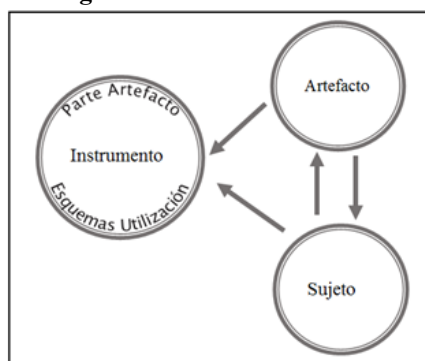 Artefacto
Parte Artefacto
Instrumento
Esquemas Utilización
Sujeto